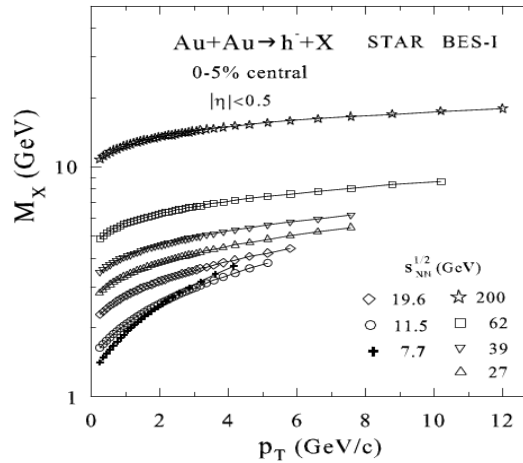 Au+Au→h⁻+X STAR BES-I
0-5% central
|η|<0.5
M_X (GeV)
10
1
s_NN^1/2 (GeV)
19.6 200
11.5 62
7.7 39
27
0 2 4 6 8 10 12
p_T (GeV/c)